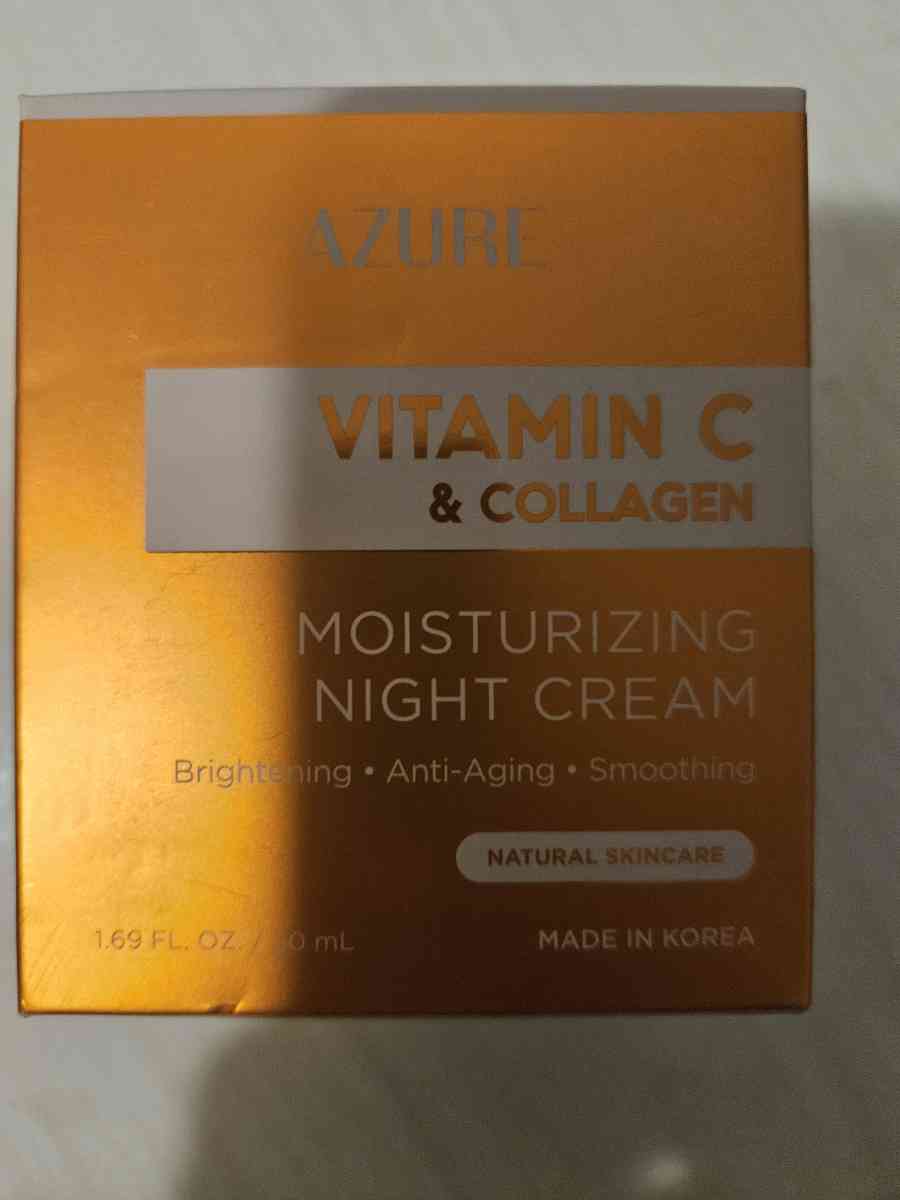 AZURE
VITAMIN C
& COLLAGEN
MOISTURIZING
NIGHT CREAM
Brightening • Anti-Aging • Smoothing
NATURAL SKINCARE
1.69 FL. OZ. / 0 mL
MADE IN KOREA